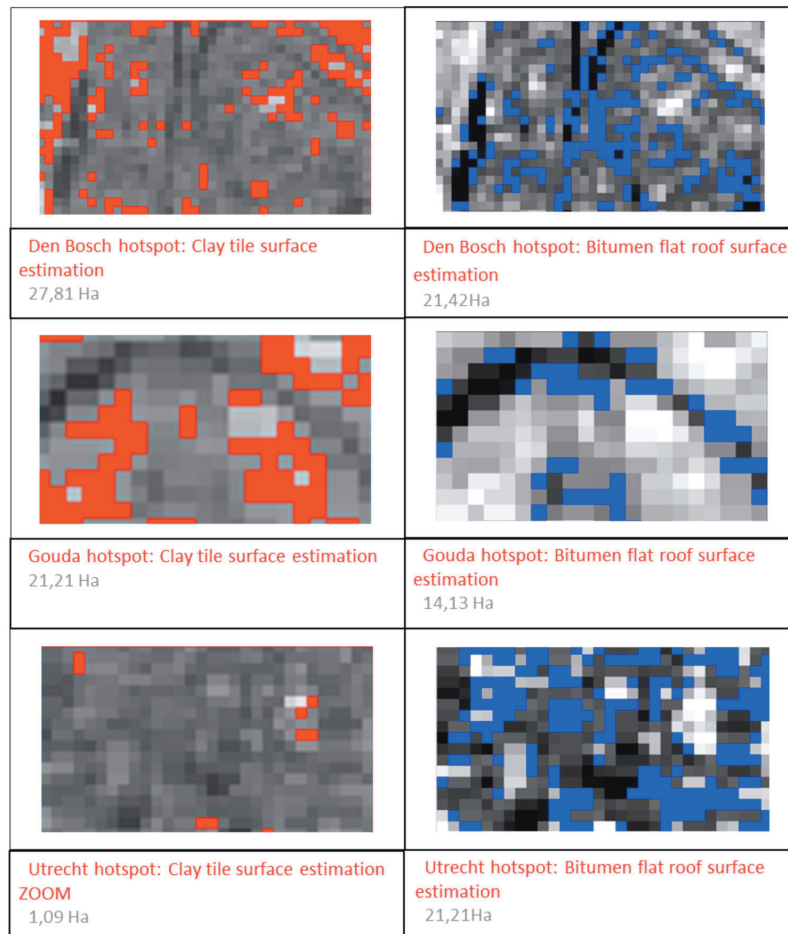 Den Bosch hotspot: Clay tile surface
estimation
27,81 Ha
Den Bosch hotspot: Bitumen flat roof surface
estimation
21,42Ha
Gouda hotspot: Clay tile surface estimation
21,21 Ha
Gouda hotspot: Bitumen flat roof surface
estimation
14,13 Ha
Utrecht hotspot: Clay tile surface estimation
ZOOM
1,09 Ha
Utrecht hotspot: Bitumen flat roof surface
estimation
21,21Ha